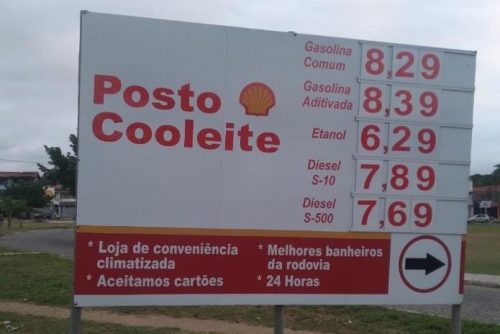 Posto
Cooleite
Gasolina
Comum
8,29
Gasolina
Aditivada
8,39
Etanol
6,29
Diesel
S-10
7,89
Diesel
S-500
7,69
* Loja de conveniência
climatizada
* Aceitamos cartões
* Melhores banheiros
da rodovia
* 24 Horas